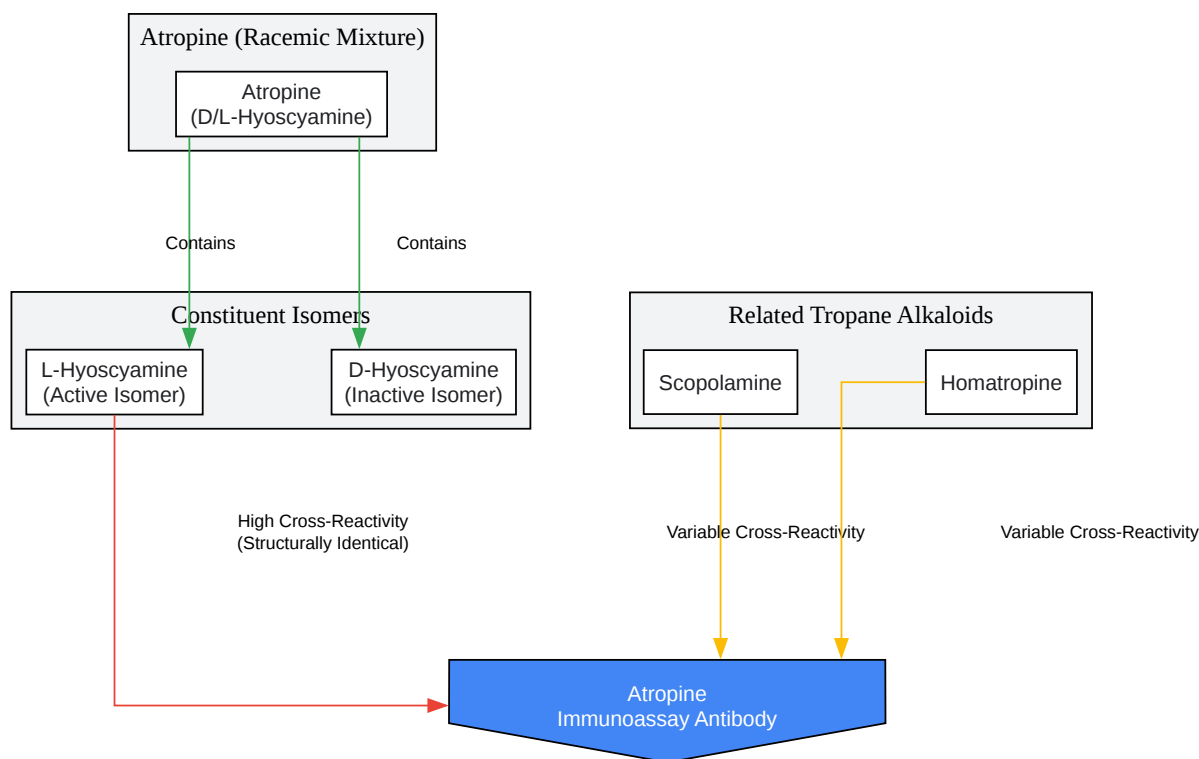 Atropine (Racemic Mixture)
Atropine
(D/L-Hyoscyamine)
Contains
Contains
Constituent Isomers
L-Hyoscyamine
(Active Isomer)
D-Hyoscyamine
(Inactive Isomer)
Related Tropane Alkaloids
Scopolamine
Homatropine
High Cross-Reactivity
(Structurally Identical)
Variable Cross-Reactivity
Variable Cross-Reactivity
Atropine
Immunoassay Antibody